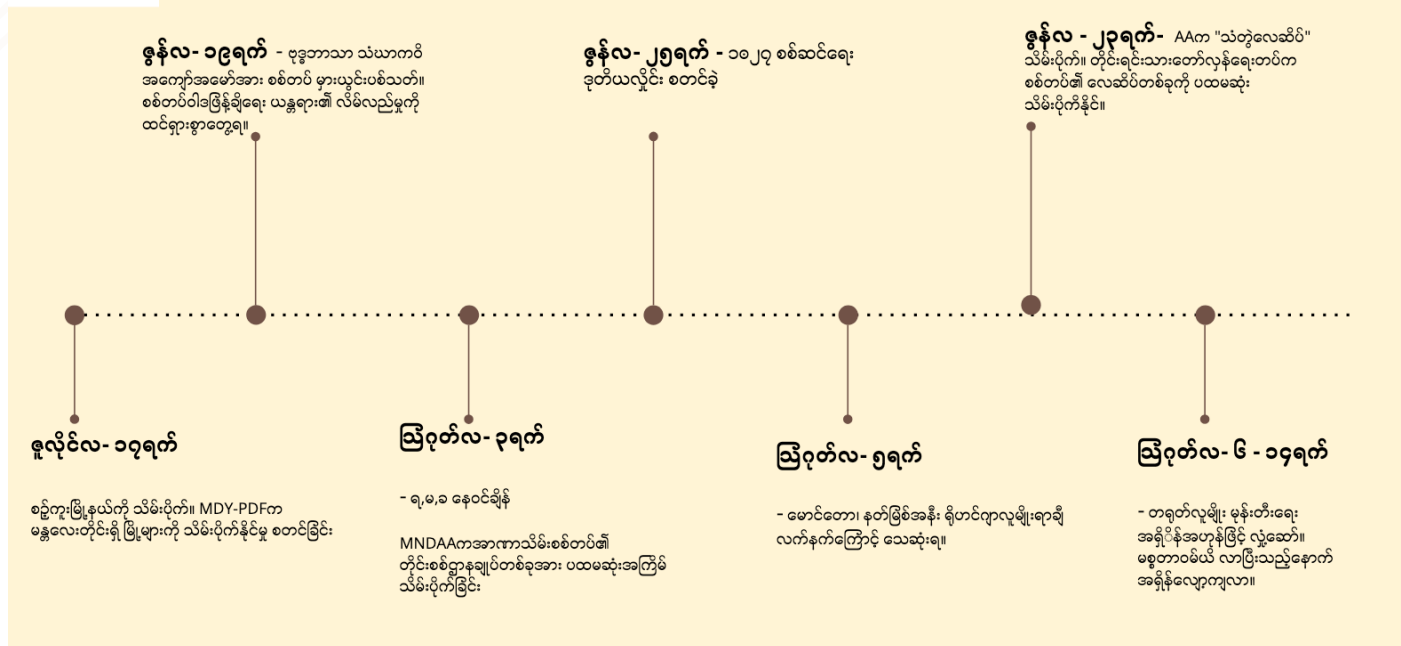 ဇွန်လ- ၁၉ရက် - ဗုဒ္ဓဘာသာ သံဃာကဝိ
အကျော်အမော်အား စစ်တပ် မှားယွင်းပစ်သတ်။
စစ်တပ်ဝါဒဖြန့်ချိရေး ယန္တရား၏ လိမ်လည်မှုကို
ထင်ရှားစွာတွေ့ရ။
ဇွန်လ- ၂၅ရက် - ၁၀၂၇ စစ်ဆင်ရေး
ဒုတိယလှိုင်း စတင်ခဲ့
ဇွန်လ - ၂၃ရက်- AAက "သံတွဲလေဆိပ်"
သိမ်းပိုက်။ တိုင်းရင်းသားတော်လှန်ရေးတပ်က
စစ်တပ်၏ လေဆိပ်တစ်ခုကို ပထမဆုံး
သိမ်းပိုကိနိုင်။
ဇူလိုင်လ- ၁၇ရက်
စဉ့်ကူးမြို့နယ်ကို သိမ်းပိုက်။ MDY-PDFက
မန္တလေးတိုင်းရှိ မြို့များကို သိမ်းပိုက်နိုင်မှု စတင်ခြင်း
ဩဂုတ်လ- ၃ရက်
- ရ,မ,ခ နေဝင်ချိန်
MNDAAကအာဏာသိမ်းစစ်တပ်၏
တိုင်းစစ်ဌာနချုပ်တစ်ခုအား ပထမဆုံးအကြိမ်
သိမ်းပိုက်ခြင်း
ဩဂုတ်လ- ၅ရက်
- မောင်တော၊ နတ်မြစ်အနီး ရိုဟင်ဂျာလူမျိုးရာချီ
လက်နက်ကြောင့် သေဆုံးရ။
ဩဂုတ်လ- ၆ - ၁၄ရက်
- တရုတ်လူမျိုး မုန်းတီးရေး
အရှိိန်အဟုန်ဖြင့် လှုံ့ဆော်။
မစ္စတာဝမ်ယိ လာပြီးသည့်နောက်
အရှိန်လျော့ကျလာ။